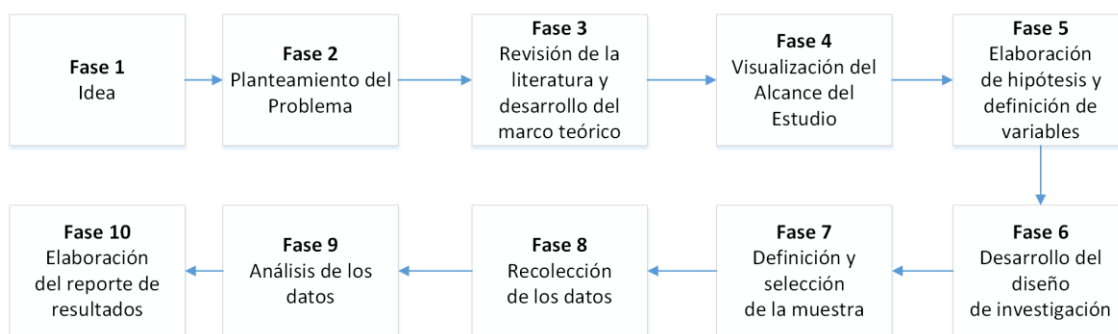 Fase 1
Idea
Fase 2
Planteamiento del
Problema
Fase 3
Revisión de la
literatura y
desarrollo del
marco teórico
Fase 4
Visualización del
Alcance del
Estudio
Fase 5
Elaboración
de hipótesis y
definición de
variables
Fase 6
Desarrollo del
diseño
de investigación
Fase 7
Definición y
selección
de la muestra
Fase 8
Recolección
de los datos
Fase 9
Análisis de los
datos
Fase 10
Elaboración
del reporte de
resultados